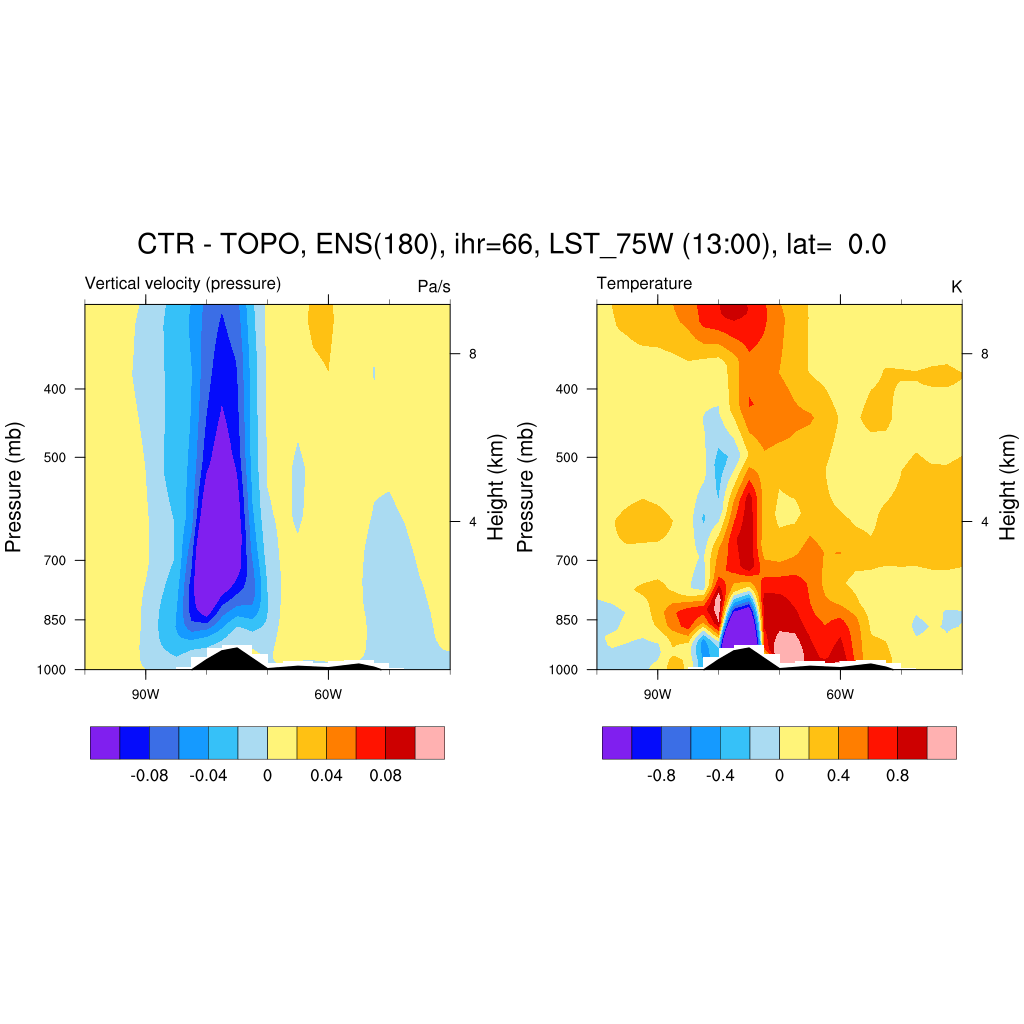 CTR - TOPO, ENS(180), ihr=66, LST_75W (13:00), lat=  0.0
Vertical velocity (pressure) Pa/s
Pressure (mb)
400
500
700
850
1000
8
4
Height (km)
90W 60W
-0.08 -0.04 0 0.04 0.08
Temperature K
Pressure (mb)
400
500
700
850
1000
8
4
Height (km)
90W 60W
-0.8 -0.4 0 0.4 0.8